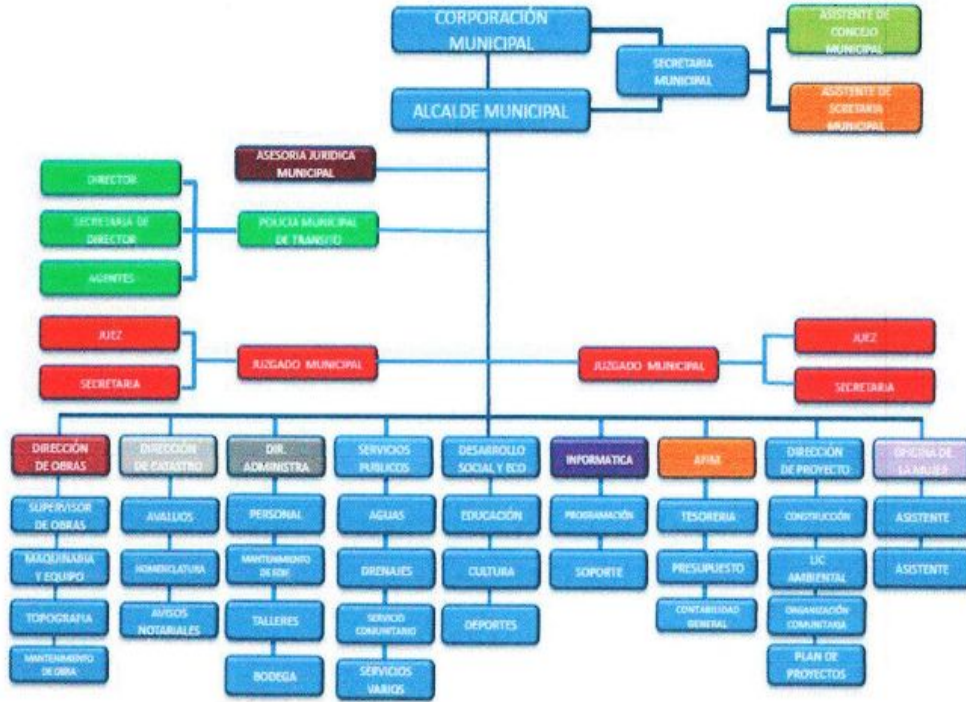 CORPORACIÓN
MUNICIPAL
ASISTENTE DE
CONCEJO
MUNICIPAL
SECRETARIA
MUNICIPAL
ALCALDE MUNICIPAL
ASISTENTE DE
SCRETARIA
MUNICIPAL
ASESORIA JURIDICA
MUNICIPAL
DIRECTOR
SECRETARIA DE
DIRECTOR
POLICIA MUNICIPAL
DE TRANSITO
AGENTES
JUEZ
JUZGADO MUNICIPAL
SECRETARIA
JUEZ
JUZGADO MUNICIPAL
SECRETARIA
DIRECCIÓN
DE OBRAS
DIRECCIÓN
DE CATASTRO
DIR.
ADMINISTRA
SERVICIOS
PUBLICOS
DESARROLLO
SOCIAL Y ECO
INFORMATICA
DIRECCIÓN
DE PROYECTO
OFICINA DE
LA MUJER
SUPERVISOR
DE OBRAS
AVALUOS
PERSONAL
AGUAS
EDUCACIÓN
PROGRAMACIÓN
TESORERIA
CONSTRUCCIÓN
ASISTENTE
MAQUINARIA
Y EQUIPO
NOMENCLATURA
MANTENIMIENTO
DE EDIF
DRENAJES
CULTURA
SOPORTE
PRESUPUESTO
LIC
AMBIENTAL
ASISTENTE
TOPOGRAFIA
AVISOS
NOTARIALES
TALLERES
SERVICIO
COMUNITARIO
DEPORTES
CONTABILIDAD
GENERAL
ORGANIZACIÓN
COMUNITARIA
MANTENIMIENTO
DE OBRA
BODEGA
SERVICIOS
VARIOS
PLAN DE
PROYECTOS